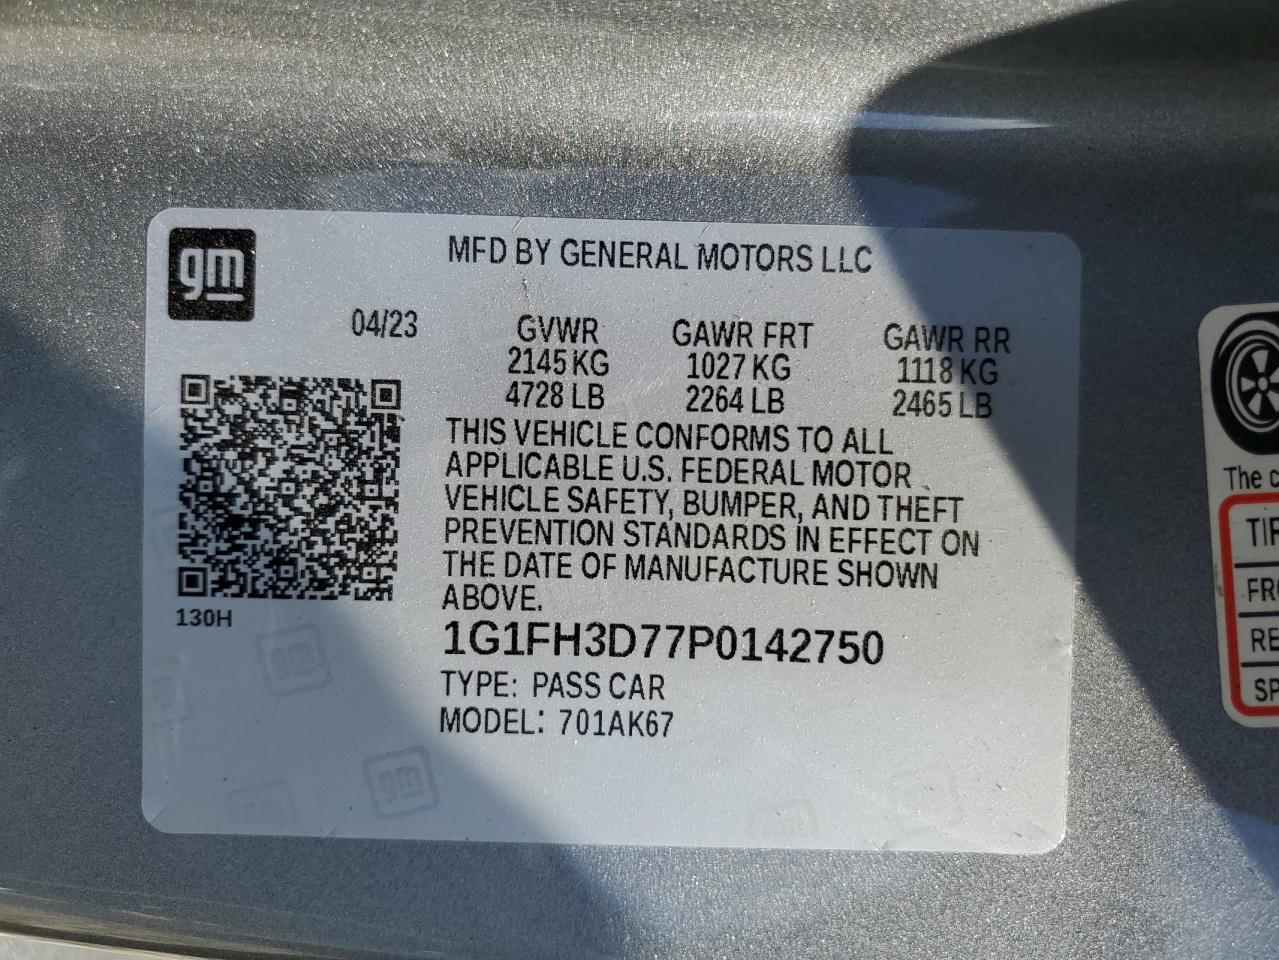 gm
MFD BY GENERAL MOTORS LLC
04/23
GVWR GAWR FRT GAWR RR
2145 KG 1027 KG 1118 KG
4728 LB 2264 LB 2465 LB
THIS VEHICLE CONFORMS TO ALL
APPLICABLE U.S. FEDERAL MOTOR
VEHICLE SAFETY, BUMPER, AND THEFT
PREVENTION STANDARDS IN EFFECT ON
THE DATE OF MANUFACTURE SHOWN
ABOVE.
130H
1G1FH3D77P0142750
TYPE: PASS CAR
MODEL: 701AK67
gm
The